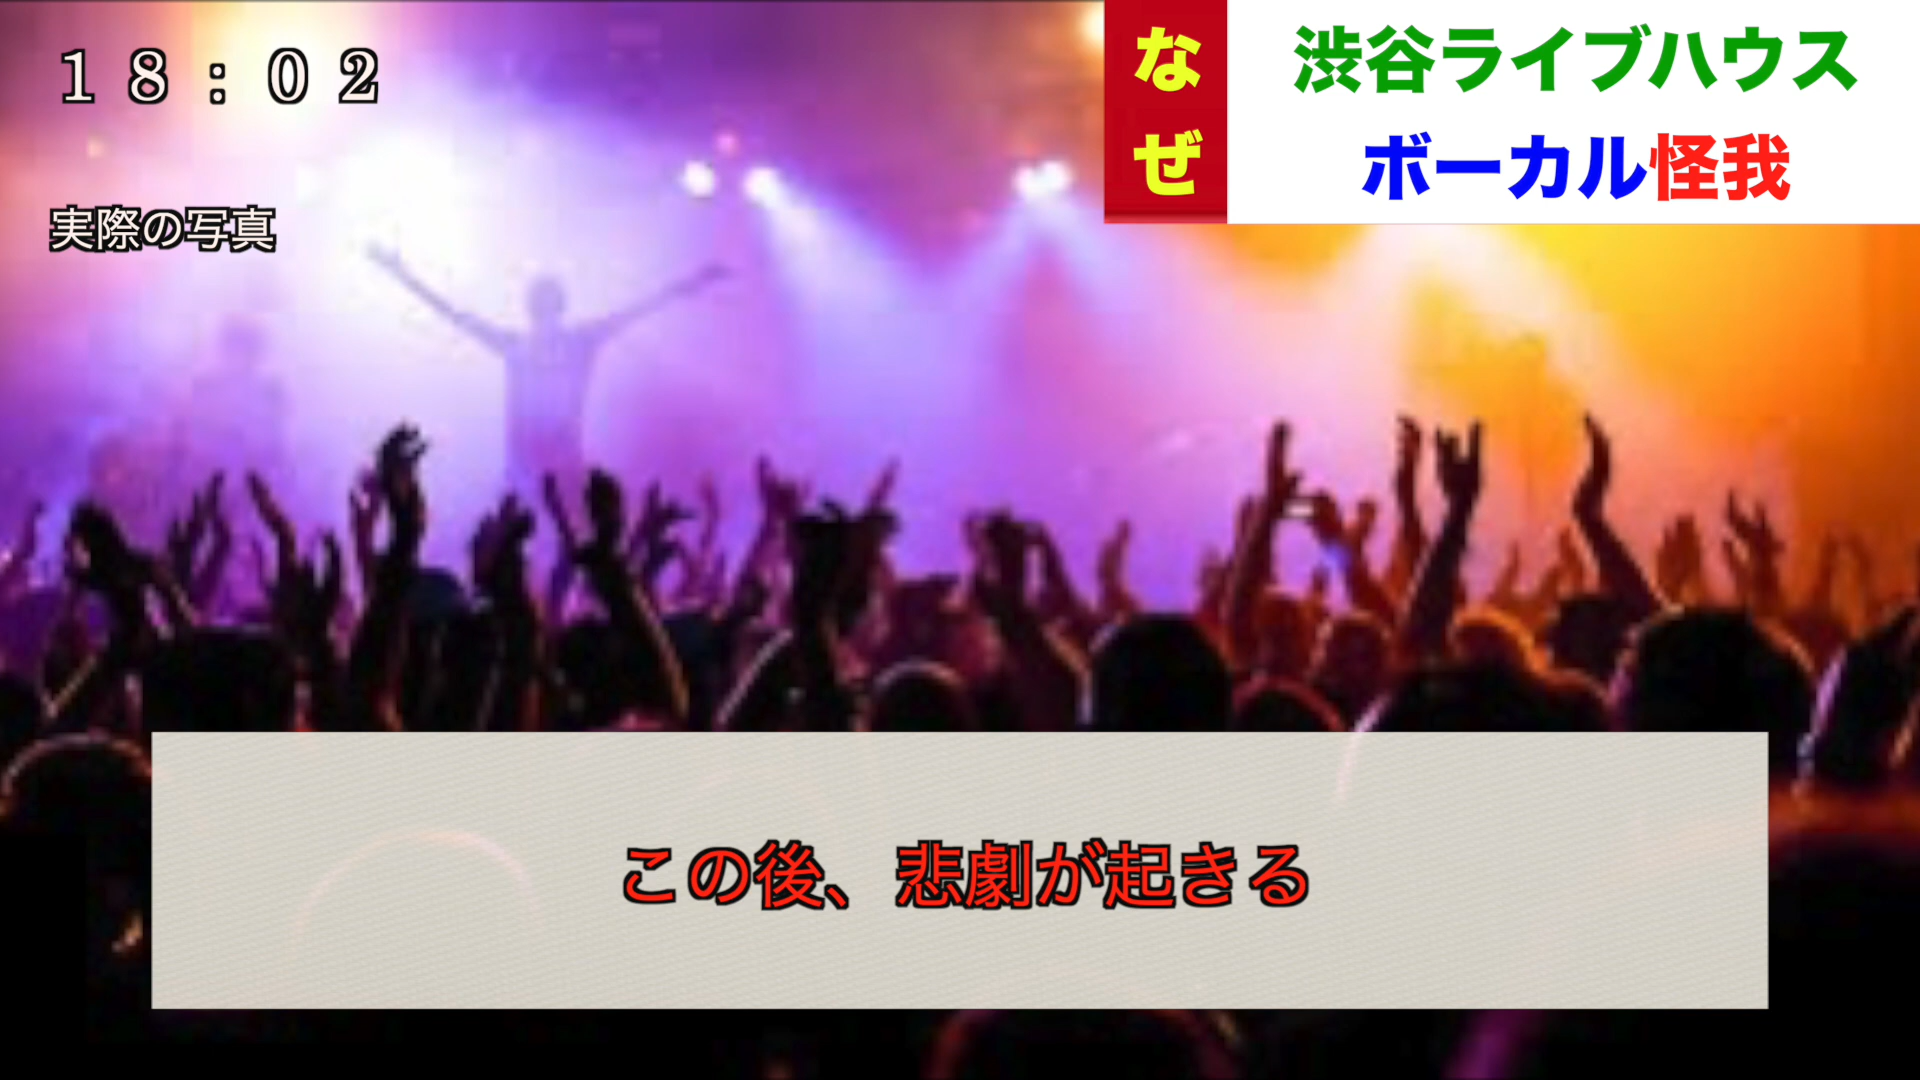 18:02
実際の写真
なぜ
渋谷ライブハウス
ボーカル怪我
この後、悲劇が起きる